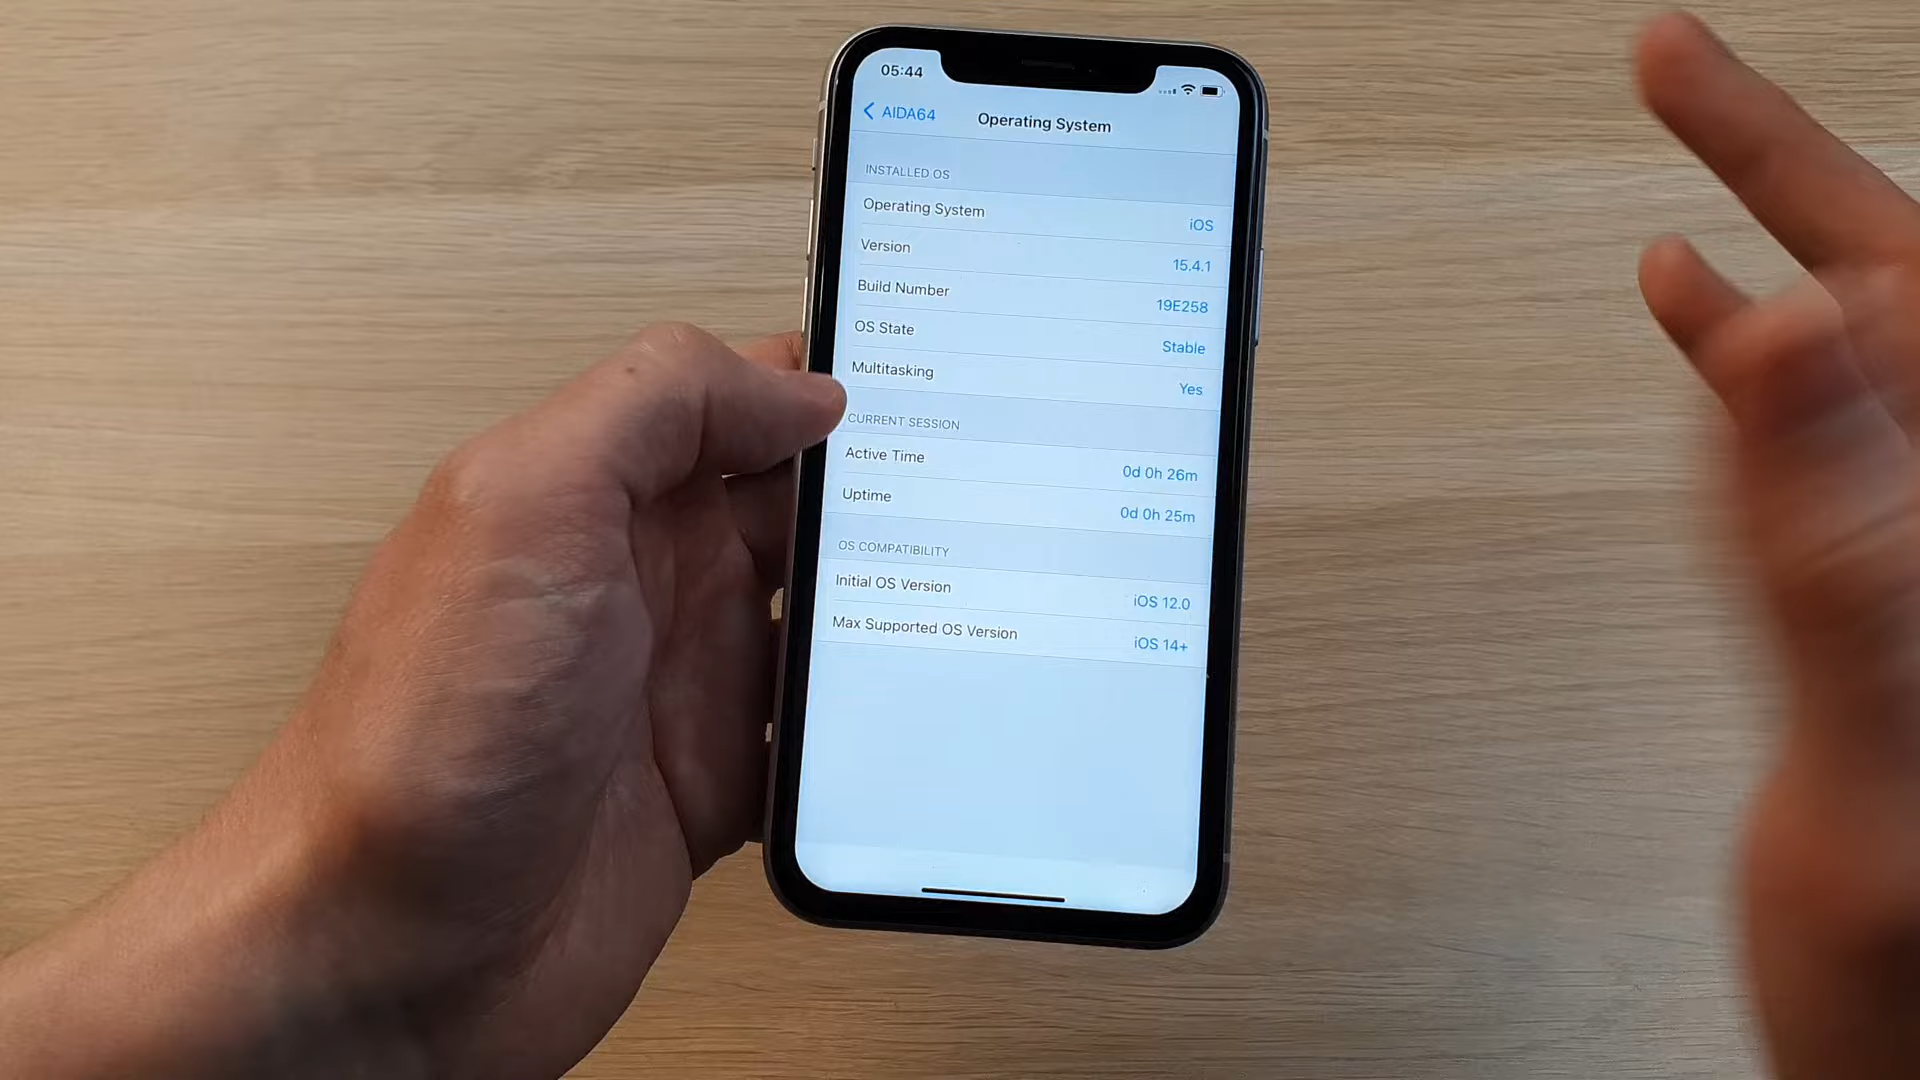 05:44
AIDA64
Operating System
INSTALLED OS
Operating System iOS
Version 15.4.1
Build Number 19E258
OS State Stable
Multitasking Yes
CURRENT SESSION
Active Time 0d 0h 26m
Uptime 0d 0h 25m
OS COMPATIBILITY
Initial OS Version iOS 12.0
Max Supported OS Version iOS 14+